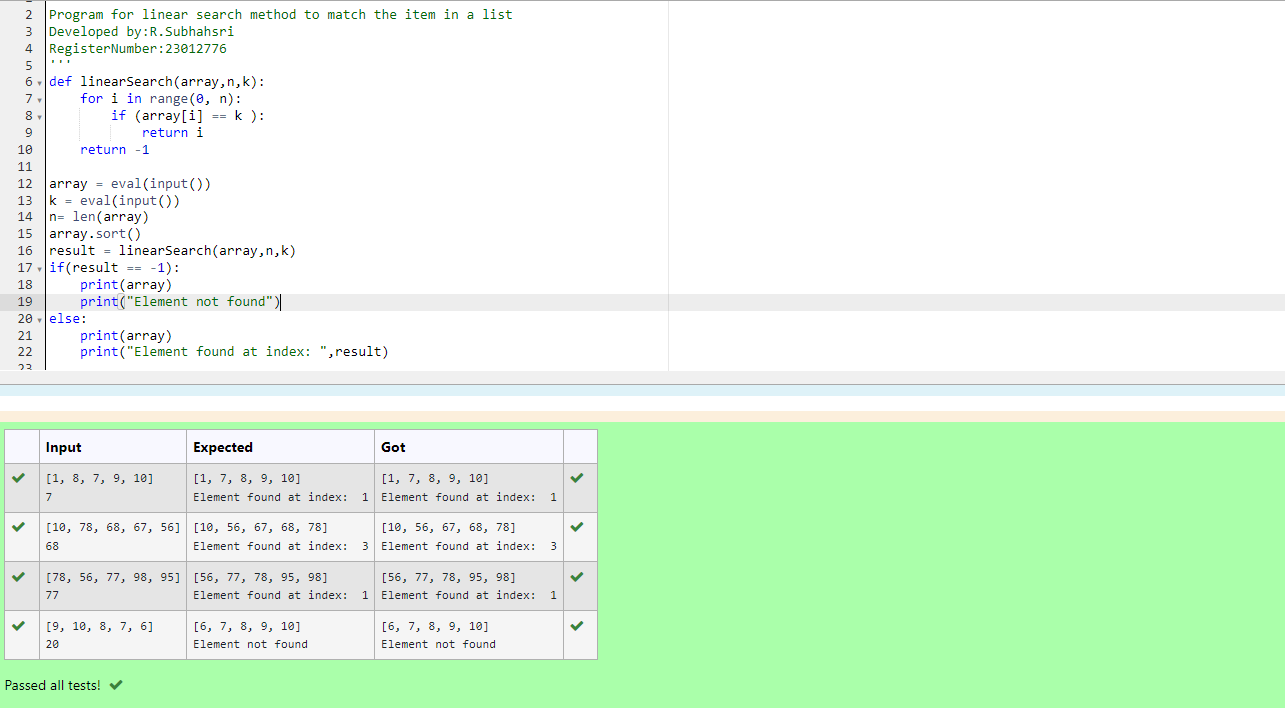 2 Program for linear search method to match the item in a list
3 Developed by:R.Subhahsri
4 RegisterNumber:23012776
5 '''
6 def linearSearch(array,n,k):
7     for i in range(0, n):
8         if (array[i] == k ):
9             return i
10     return -1
11
12 array = eval(input())
13 k = eval(input())
14 n= len(array)
15 array.sort()
16 result = linearSearch(array,n,k)
17 if(result == -1):
18     print(array)
19     print("Element not found")
20 else:
21     print(array)
22     print("Element found at index: ",result)
23
Input Expected Got
[1, 8, 7, 9, 10] [1, 7, 8, 9, 10] [1, 7, 8, 9, 10]
7 Element found at index:  1 Element found at index:  1
[10, 78, 68, 67, 56] [10, 56, 67, 68, 78] [10, 56, 67, 68, 78]
68 Element found at index:  3 Element found at index:  3
[78, 56, 77, 98, 95] [56, 77, 78, 95, 98] [56, 77, 78, 95, 98]
77 Element found at index:  1 Element found at index:  1
[9, 10, 8, 7, 6] [6, 7, 8, 9, 10] [6, 7, 8, 9, 10]
20 Element not found Element not found
Passed all tests!